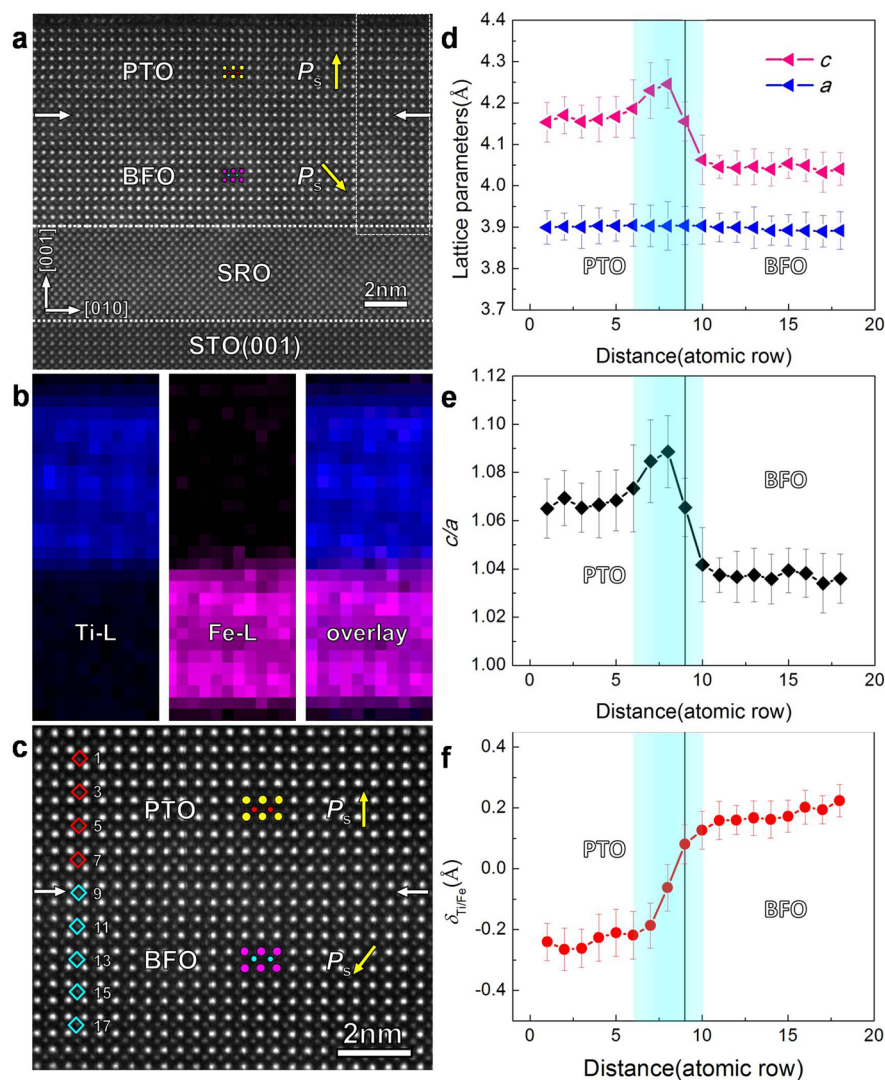 a
PTO
Ps
BFO
Ps
[001]
[010]
SRO
2nm
STO(001)
b
Ti-L
Fe-L
overlay
c
1
3
5
7
9
11
13
15
17
PTO
Ps
BFO
Ps
2nm
d
Lattice parameters(Å)
4.4
4.3
4.2
4.1
4.0
3.9
3.8
3.7
c
a
PTO
BFO
0
5
10
15
20
Distance(atomic row)
e
c/a
1.12
1.10
1.08
1.06
1.04
1.02
1.00
BFO
PTO
0
5
10
15
20
Distance(atomic row)
f
δTi/Fe(Å)
0.4
0.2
0.0
-0.2
-0.4
PTO
BFO
0
5
10
15
20
Distance(atomic row)